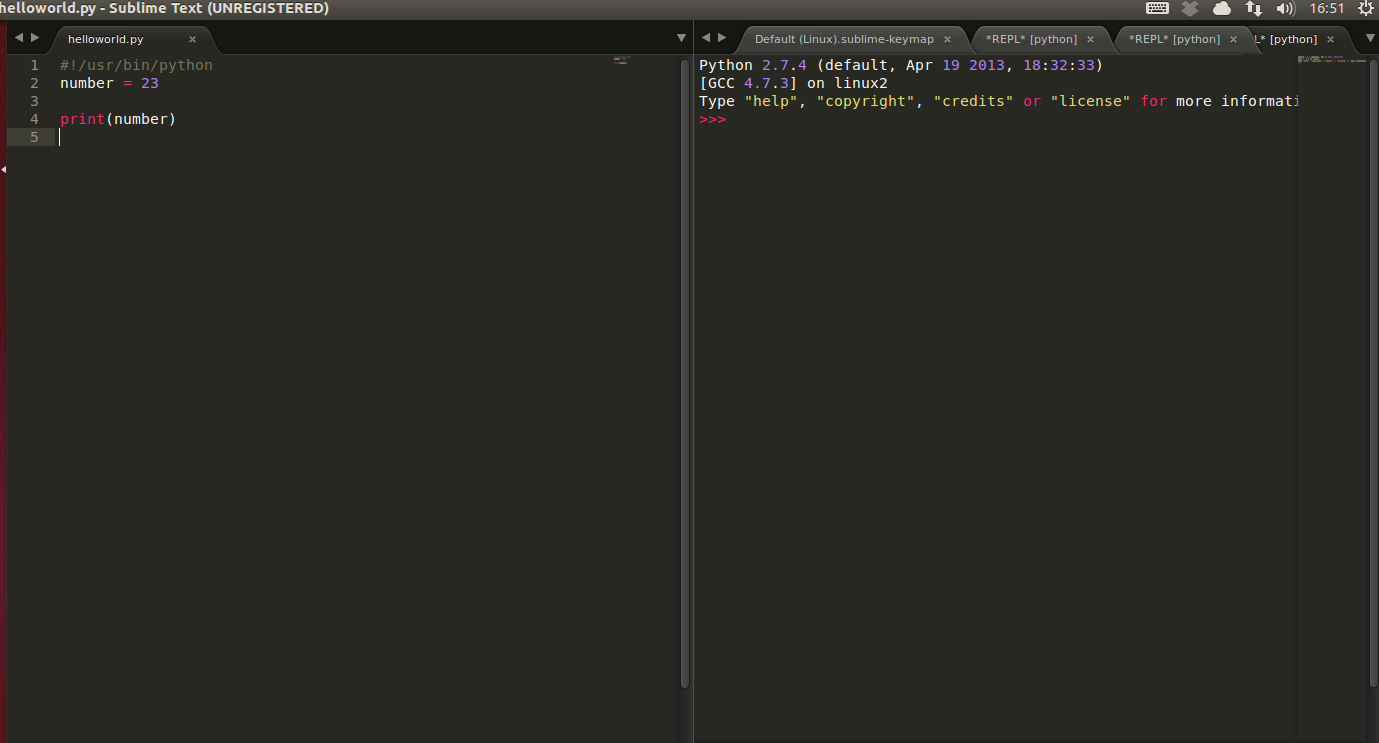 helloworld.py - Sublime Text (UNREGISTERED)
16:51
helloworld.py ×
Default (Linux).sublime-keymap ×
*REPL* [python] ×
*REPL* [python] ×
L* [python] ×
1 #!/usr/bin/python
2 number = 23
3
4 print(number)
5
Python 2.7.4 (default, Apr 19 2013, 18:32:33)
[GCC 4.7.3] on linux2
Type "help", "copyright", "credits" or "license" for more informati
>>>